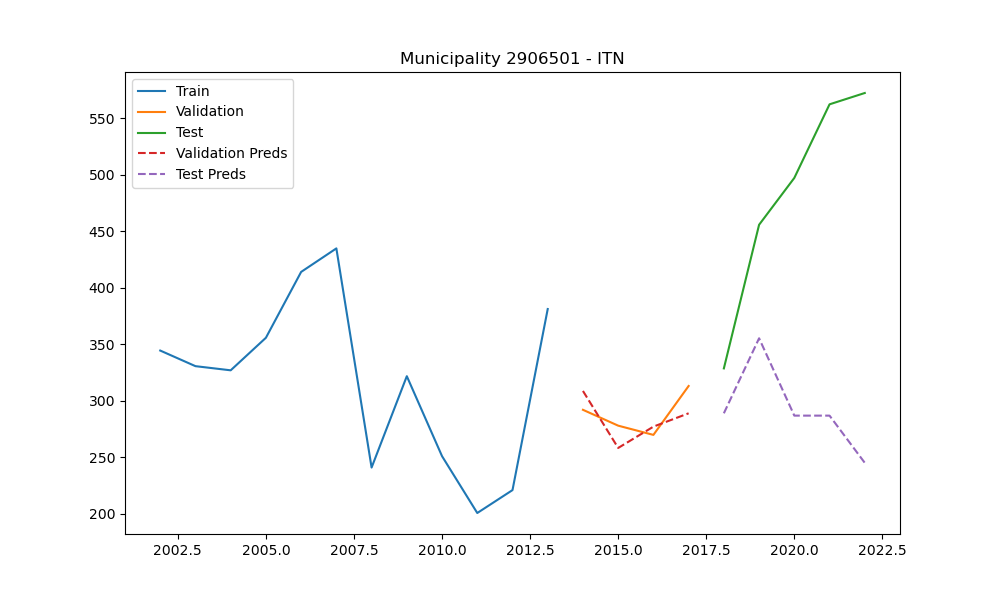 Municipality 2906501 - ITN
Train
Validation
Test
Validation Preds
Test Preds
550
500
450
400
350
300
250
200
2002.5 2005.0 2007.5 2010.0 2012.5 2015.0 2017.5 2020.0 2022.5